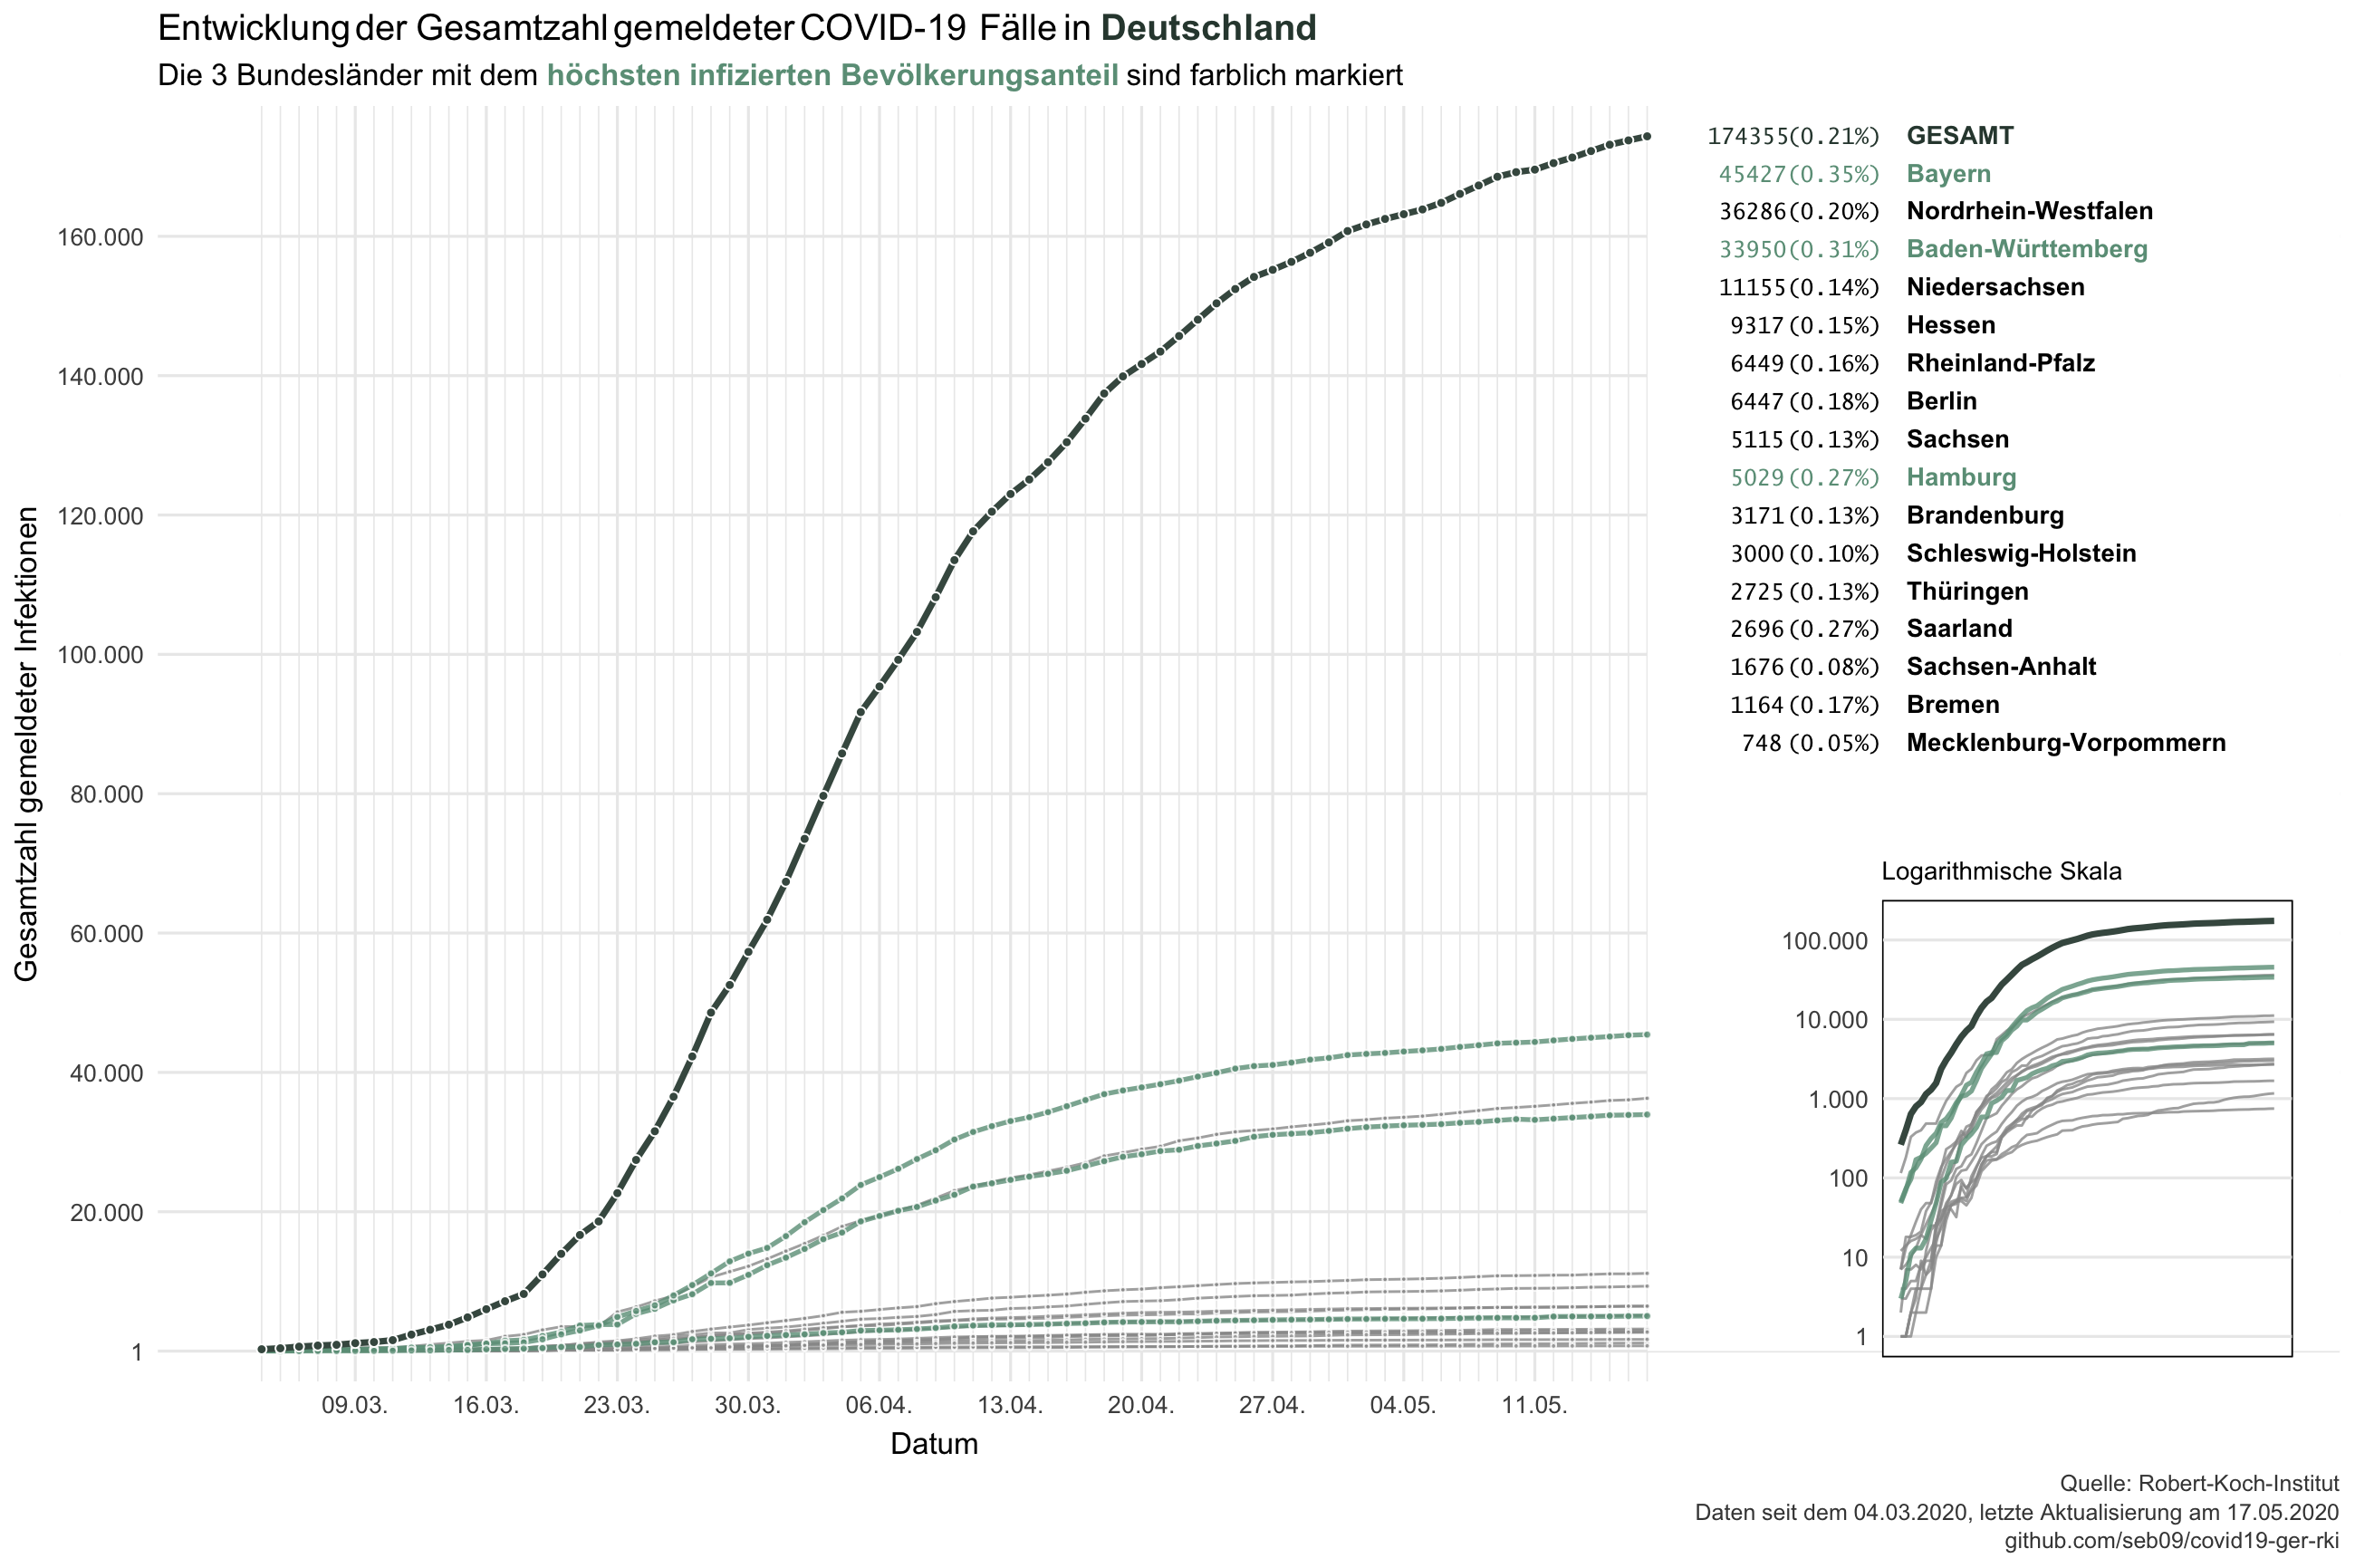 Entwicklung der Gesamtzahl gemeldeter COVID-19 Fälle in Deutschland
Die 3 Bundesländer mit dem höchsten infizierten Bevölkerungsanteil sind farblich markiert
Gesamtzahl gemeldeter Infektionen
160.000
140.000
120.000
100.000
80.000
60.000
40.000
20.000
1
09.03. 16.03. 23.03. 30.03. 06.04. 13.04. 20.04. 27.04. 04.05. 11.05.
Datum
174355(0.21%) GESAMT
45427(0.35%) Bayern
36286(0.20%) Nordrhein-Westfalen
33950(0.31%) Baden-Württemberg
11155(0.14%) Niedersachsen
9317(0.15%) Hessen
6449(0.16%) Rheinland-Pfalz
6447(0.18%) Berlin
5115(0.13%) Sachsen
5029(0.27%) Hamburg
3171(0.13%) Brandenburg
3000(0.10%) Schleswig-Holstein
2725(0.13%) Thüringen
2696(0.27%) Saarland
1676(0.08%) Sachsen-Anhalt
1164(0.17%) Bremen
748 (0.05%) Mecklenburg-Vorpommern
Logarithmische Skala
100.000
10.000
1.000
100
10
1
Quelle: Robert-Koch-Institut
Daten seit dem 04.03.2020, letzte Aktualisierung am 17.05.2020
github.com/seb09/covid19-ger-rki